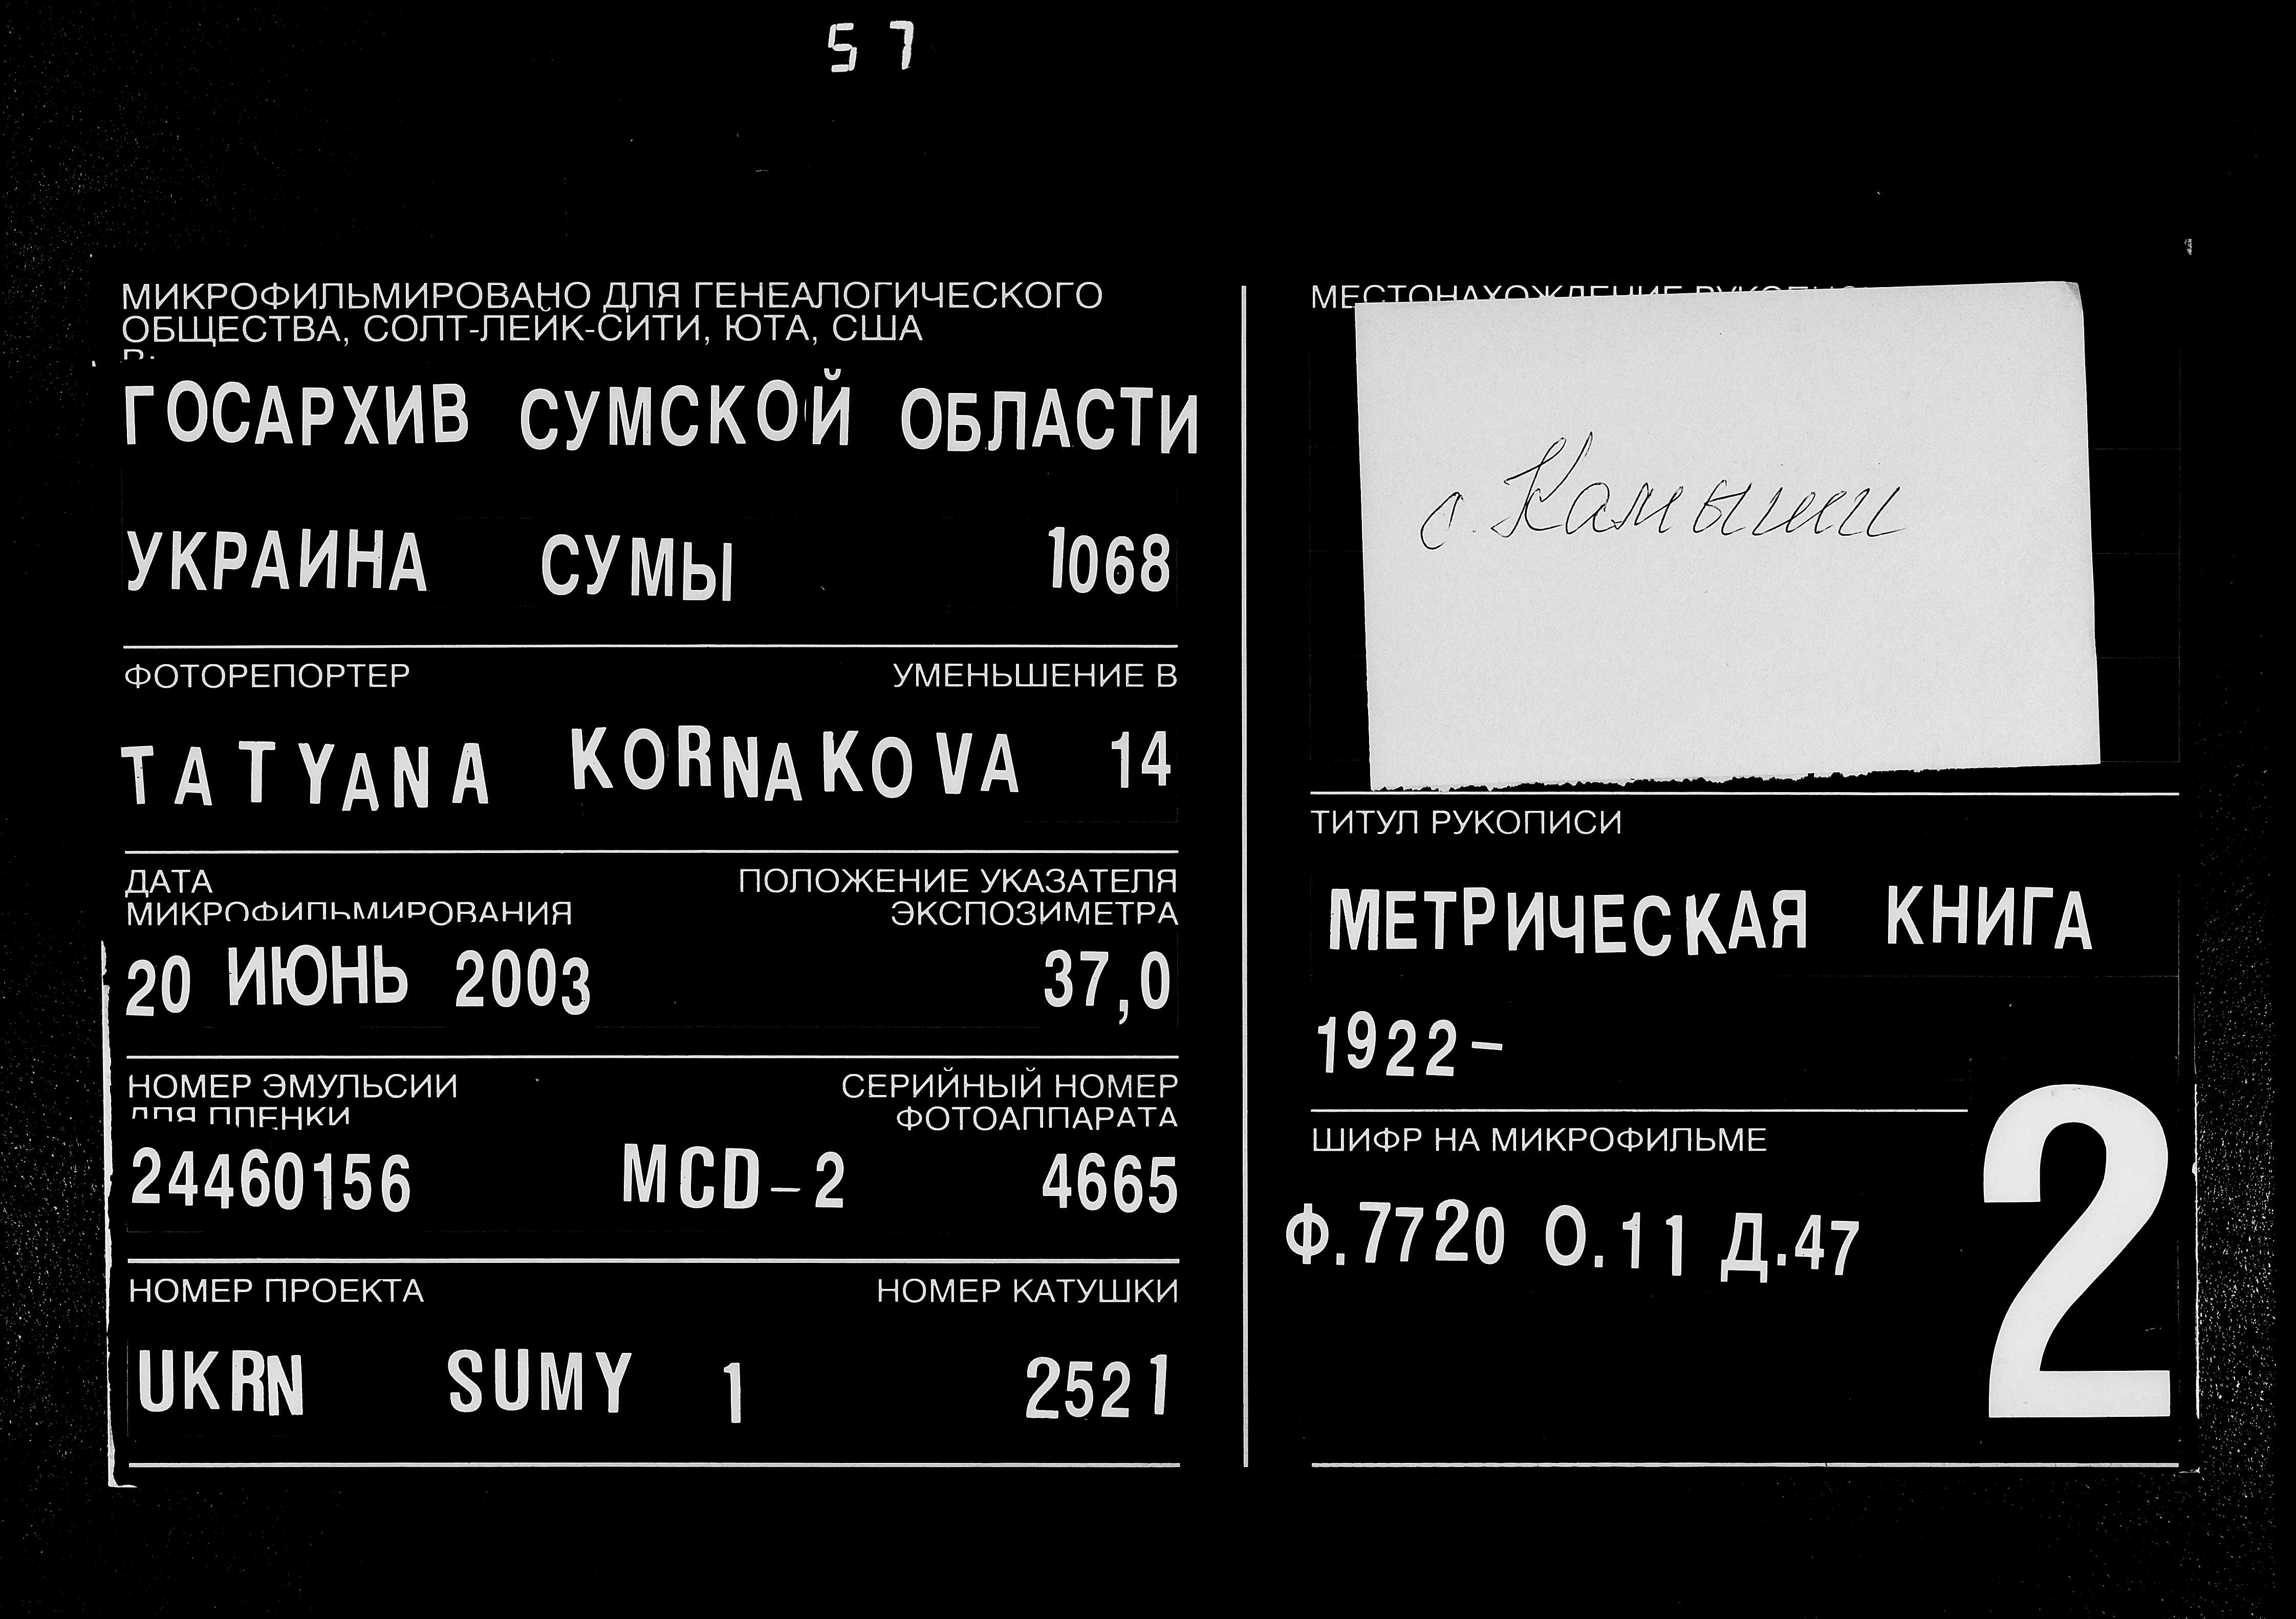 57
МИКРОФИЛЬМИРОВАНО ДЛЯ ГЕНЕАЛОГИЧЕСКОГО
ОБЩЕСТВА, СОЛТ-ЛЕЙК-СИТИ, ЮТА, США
ГОСАРХИВ СУМСКОЙ ОБЛАСТИ
УКРАИНА СУМЫ 1068
ФОТОРЕПОРТЕР УМЕНЬШЕНИЕ В
TATYANA KORNAKOVA 14
ДАТА ПОЛОЖЕНИЕ УКАЗАТЕЛЯ
МИКРОФИЛЬМИРОВАНИЯ ЭКСПОЗИМЕТРА
20 ИЮНЬ 2003 37,0
НОМЕР ЭМУЛЬСИИ СЕРИЙНЫЙ НОМЕР
ДЛЯ ПЛЕНКИ ФОТОАППАРАТА
24460156 MCD-2 4665
НОМЕР ПРОЕКТА НОМЕР КАТУШКИ
UKRN SUMY 1 2521
МЕСТОНАХОЖДЕНИЕ
с. Камыши
ТИТУЛ РУКОПИСИ
МЕТРИЧЕСКАЯ КНИГА
1922-
ШИФР НА МИКРОФИЛЬМЕ
Ф.7720 О.11 Д.47
2